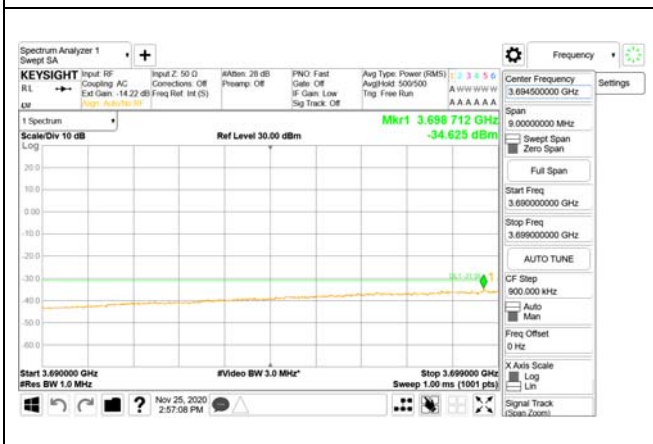 Spectrum Analyzer 1
Swept SA
+
Frequency
KEYSIGHT
Input: RF
Coupling: AC
Ext Gain: -14.22 dB
Align: Auto/No RF
Input Z: 50 Ω
Corrections: Off
Freq Ref: Int (S)
#Atten: 28 dB
Preamp: Off
PNO: Fast
Gate: Off
IF Gain: Low
Sig Track: Off
Avg Type: Power (RMS)
Avg|Hold: 500/500
Trig: Free Run
1 2 3 4 5 6
A W W W W W
A A A A A A
RL
1 Spectrum
Scale/Div 10 dB
Ref Level 30.00 dBm
Mkr1 3.698 712 GHz
-34.625 dBm
Log
20.0
10.0
0.00
-10.0
-20.0
-30.0
-40.0
-50.0
-60.0
1
Start 3.690000 GHz
#Res BW 1.0 MHz
#Video BW 3.0 MHz*
Stop 3.699000 GHz
Sweep 1.00 ms (1001 pts)
?
Nov 25, 2020
2:57:08 PM
Center Frequency
3.694500000 GHz
Settings
Span
9.00000000 MHz
Swept Span
Zero Span
Full Span
Start Freq
3.690000000 GHz
Stop Freq
3.699000000 GHz
AUTO TUNE
CF Step
900.000 kHz
Auto
Man
Freq Offset
0 Hz
X Axis Scale
Log
Lin
Signal Track
(Span Zoom)